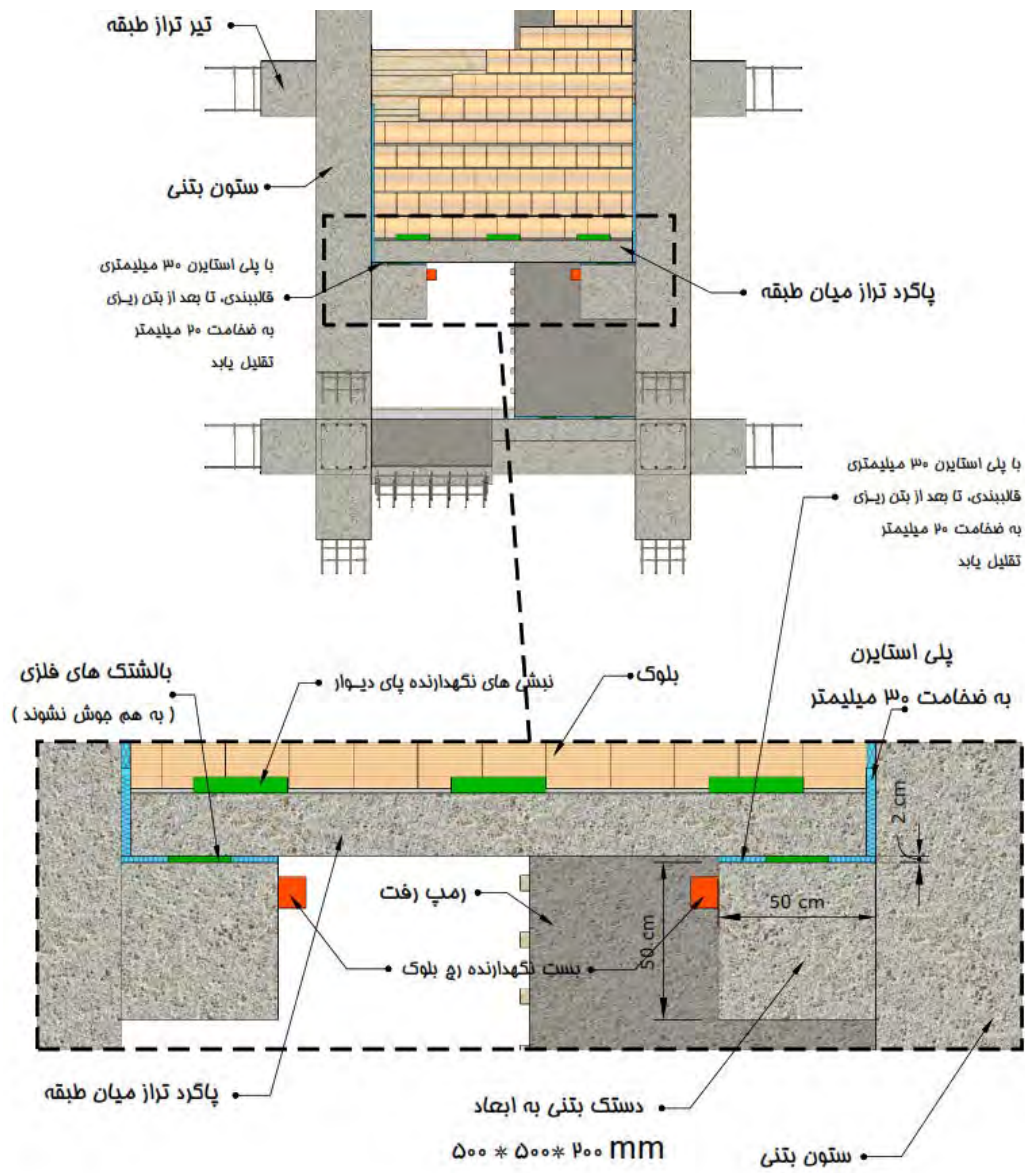 تیر تراز طبقه
ستون بتنی
با پلی استایرن ۳۰ میلیمتری
قالببندی، تا بعد از بتن ریزی
به ضخامت ۲۰ میلیمتر
تقلیل یابد
پاگرد تراز میان طبقه
با پلی استایرن ۳۰ میلیمتری
قالببندی، تا بعد از بتن ریزی
به ضخامت ۲۰ میلیمتر
تقلیل یابد
بالشتک های فلزی
( به هم جوش نشوند )
نبشی های نگهدارنده پای دیوار
بلوک
پلی استایرن
به ضخامت ۳۰ میلیمتر
2 cm
رمپ رفت
50 cm
50 cm
بست نگهدارنده رج بلوک
پاگرد تراز میان طبقه
دستک بتنی به ابعاد
۵۰۰ * ۵۰۰* ۲۰۰ mm
ستون بتنی